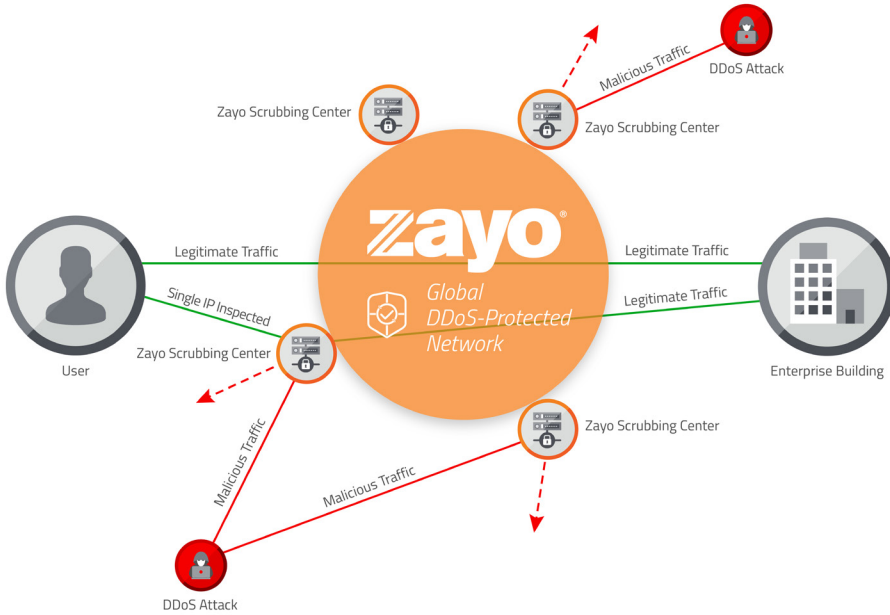 Malicious Traffic
DDoS Attack
Zayo Scrubbing Center
Zayo Scrubbing Center
zayo®
Legitimate Traffic
Legitimate Traffic
Single IP Inspected
Global
DDoS-Protected
Network
Legitimate Traffic
Zayo Scrubbing Center
User
Enterprise Building
Zayo Scrubbing Center
Malicious Traffic
Malicious Traffic
DDoS Attack